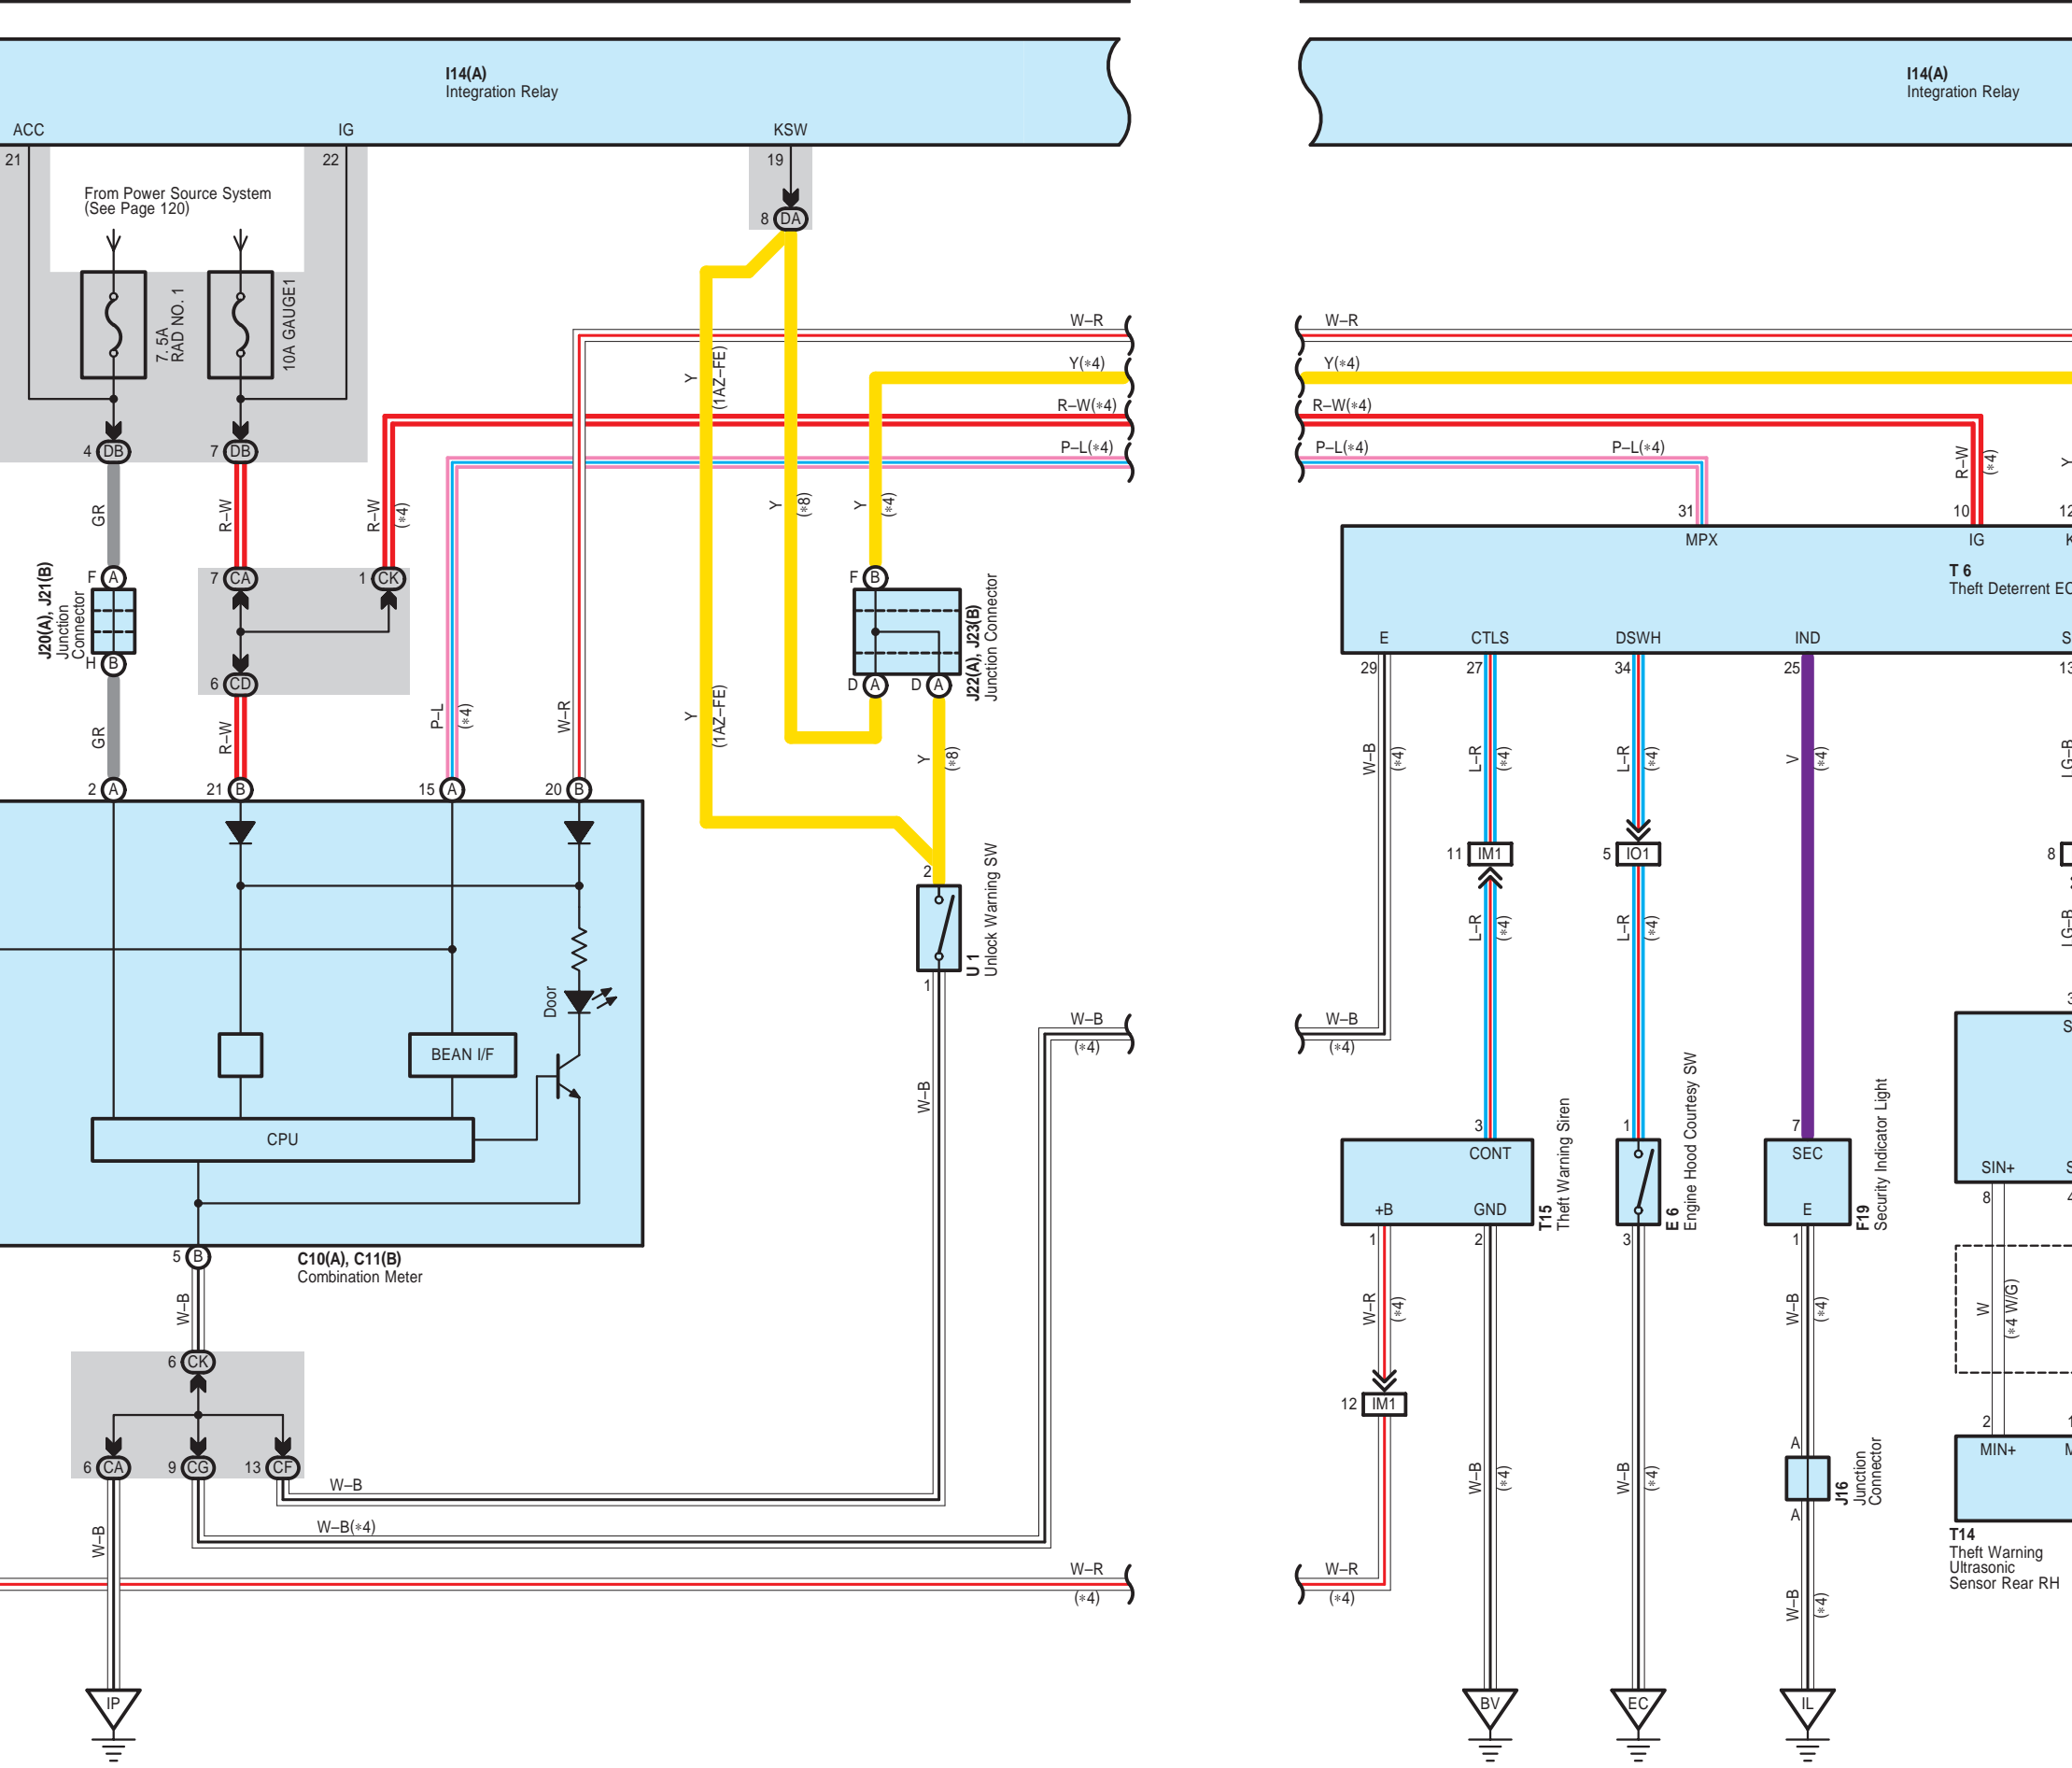 I14(A)
Integration Relay
ACC
IG
KSW
21
22
19
8 DA
From Power Source System
(See Page 120)
7. 5A
RAD NO. 1
10A GAUGE1
4 DB
7 DB
W–R
Y(∗4)
R–W(∗4)
P–L(∗4)
Y
(1AZ–FE)
GR
R–W
R–W
(∗4)
Y
(∗8)
Y
(∗4)
F A
J20(A), J21(B)
Junction
Connector
H B
7 CA
1 CK
6 CD
F B
J22(A), J23(B)
Junction Connector
D A
D A
GR
R–W
P–L
(∗4)
W–R
Y
(1AZ–FE)
Y
(∗8)
2 A
21 B
15 A
20 B
2
U 1
Unlock Warning SW
1
Door
BEAN I/F
CPU
5 B
C10(A), C11(B)
Combination Meter
W–B
W–B
W–B
(∗4)
6 CK
6 CA
9 CG
13 CF
W–B
W–B(∗4)
W–B
W–R
(∗4)
IP
I14(A)
Integration Relay
W–R
Y(∗4)
R–W(∗4)
P–L(∗4)
P–L(∗4)
R–W
(∗4)
Y
31
10
12
MPX
IG
K
T 6
Theft Deterrent EC
E
CTLS
DSWH
IND
S
29
27
34
25
13
W–B
(∗4)
L–R
(∗4)
L–R
(∗4)
V
(∗4)
LG–B
11 IM1
5 IO1
8
L–R
(∗4)
L–R
(∗4)
LG–B
W–B
(∗4)
3
S
3
1
7
CONT
SEC
+B
GND
E
T15
Theft Warning Siren
E 6
Engine Hood Courtesy SW
F19
Security Indicator Light
SIN+
S
8
4
1
2
3
1
W–R
(∗4)
W–B
(∗4)
W
(∗4 W/G)
12 IM1
2
1
MIN+
M
W–B
(∗4)
W–B
(∗4)
A
J16
Junction
Connector
A
T14
Theft Warning
Ultrasonic
Sensor Rear RH
W–R
(∗4)
W–B
(∗4)
BV
EC
IL